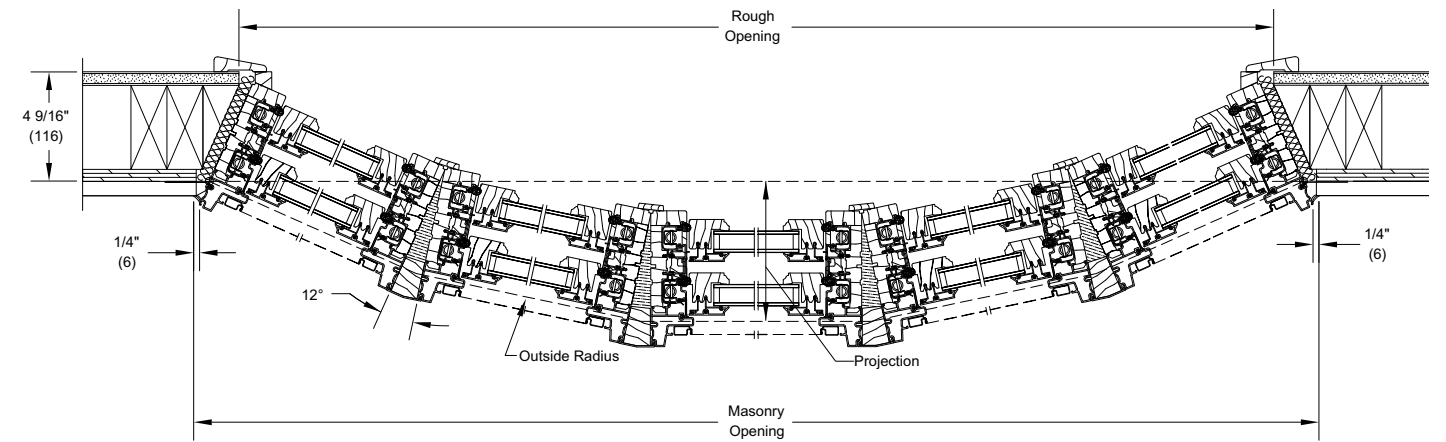 Rough
Opening
4 9/16"
(116)
1/4"
(6)
1/4"
(6)
12°
Outside Radius
Projection
Masonry
Opening